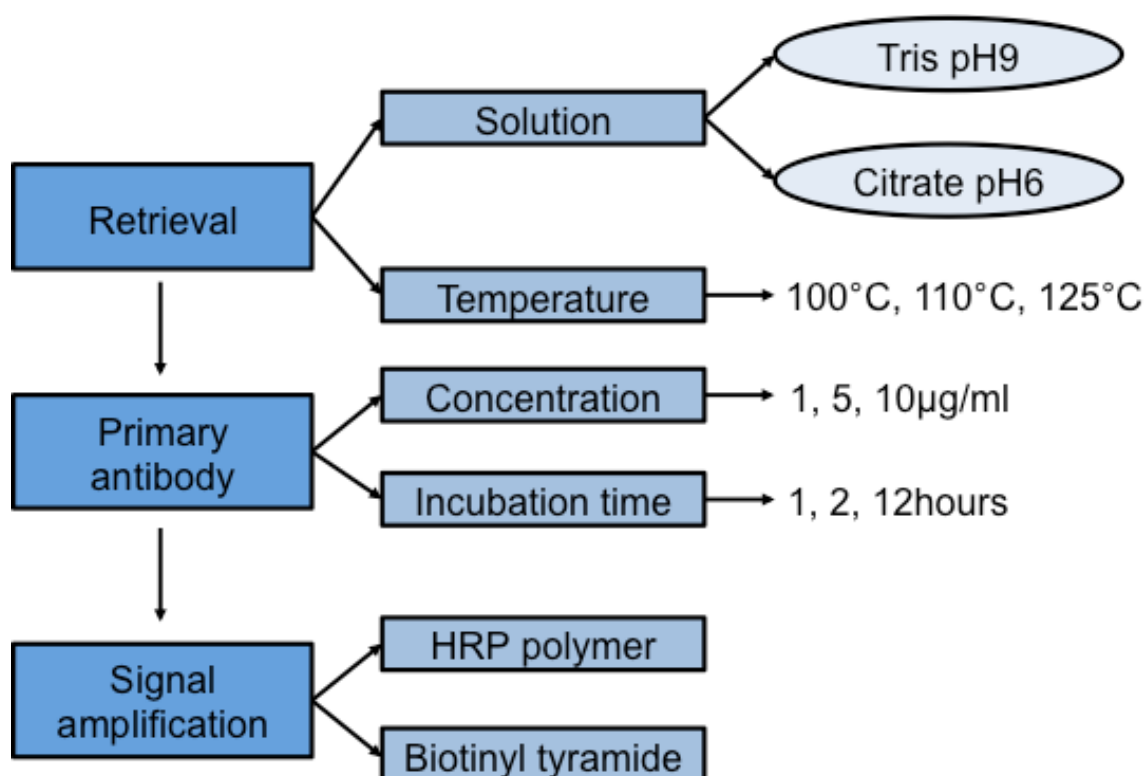 Retrieval
Solution
Tris pH9
Citrate pH6
Temperature
100°C, 110°C, 125°C
Primary
antibody
Concentration
1, 5, 10µg/ml
Incubation time
1, 2, 12hours
Signal
amplification
HRP polymer
Biotinyl tyramide